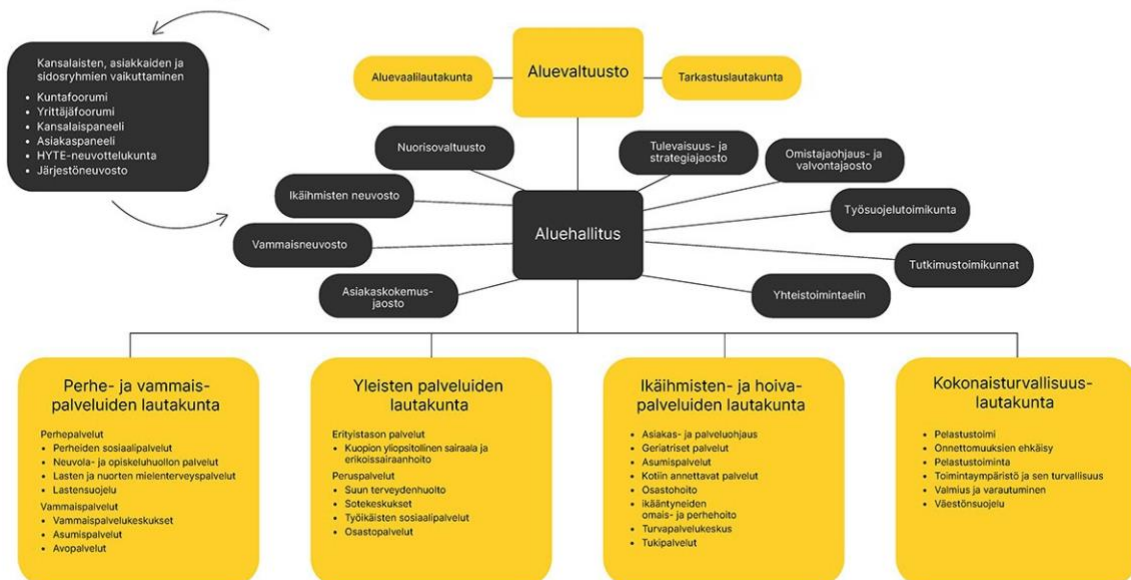 Kansalaisten, asiakkaiden ja
sidosryhmien vaikuttaminen
• Kuntafoorumi
• Yrittäjäfoorumi
• Kansalaispaneeli
• Asiakaspaneeli
• HYTE-neuvottelukunta
• Järjestöneuvosto
Aluevaalilautakunta
Aluevaltuusto
Tarkastuslautakunta
Nuorisovaltuusto
Ikäihmisten neuvosto
Vammaisneuvosto
Asiakaskokemus-
jaosto
Aluehallitus
Tulevaisuus- ja
strategiajaosto
Omistajaohjaus- ja
valvontajaosto
Työsuojelutoimikunta
Tutkimustoimikunnat
Yhteistoimintaelin
Perhe- ja vammais-
palveluiden lautakunta
Perhepalvelut
• Perheiden sosiaalipalvelut
• Neuvola- ja opiskeluhuollon palvelut
• Lasten ja nuorten mielenterveyspalvelut
• Lastensuojelu
Vammaispalvelut
• Vammaispalvelukeskukset
• Asumispalvelut
• Avopalvelut
Yleisten palveluiden
lautakunta
Erityistason palvelut
• Kuopion yliopsitollinen sairaala ja
erikoissairaanhoito
Peruspalvelut
• Suun terveydenhuolto
• Sotekeskukset
• Työikäisten sosiaalipalvelut
• Osastopalvelut
Ikäihmisten- ja hoiva-
palveluiden lautakunta
• Asiakas- ja palveluohjaus
• Geriatriset palvelut
• Asumispalvelut
• Kotiin annettavat palvelut
• Osastohoito
• ikääntyneiden
omais- ja perhehoito
• Turvapalvelukeskus
• Tukipalvelut
Kokonaisturvallisuus-
lautakunta
• Pelastustoimi
• Onnettomuuksien ehkäisy
• Pelastustoiminta
• Toimintaympäristö ja sen turvallisuus
• Valmius ja varautuminen
• Väestönsuojelu